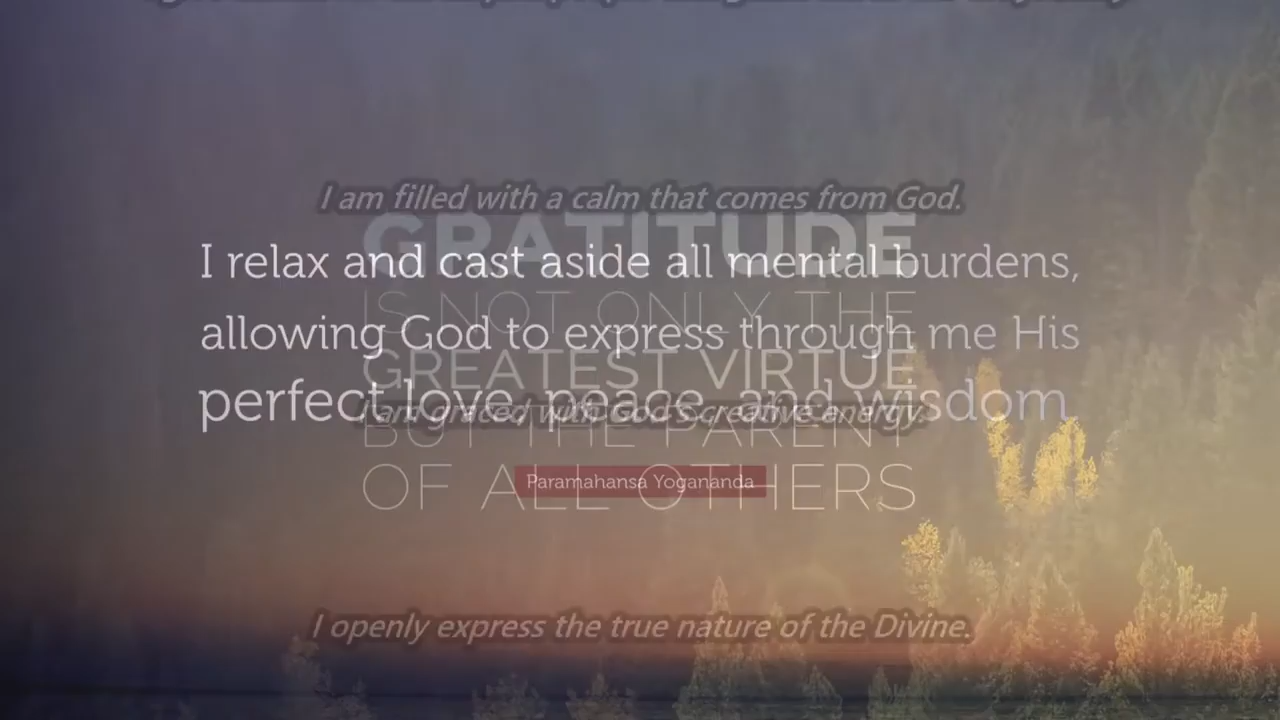 I am filled with a calm that comes from God.
GRATITUDE
I relax and cast aside all mental burdens,
IS NOT ONLY THE
allowing God to express through me His
GREATEST VIRTUE
perfect love, peace, and wisdom.
I am graced with God's creative energy.
BUT THE PARENT
Paramahansa Yogananda
OF ALL OTHERS
I openly express the true nature of the Divine.